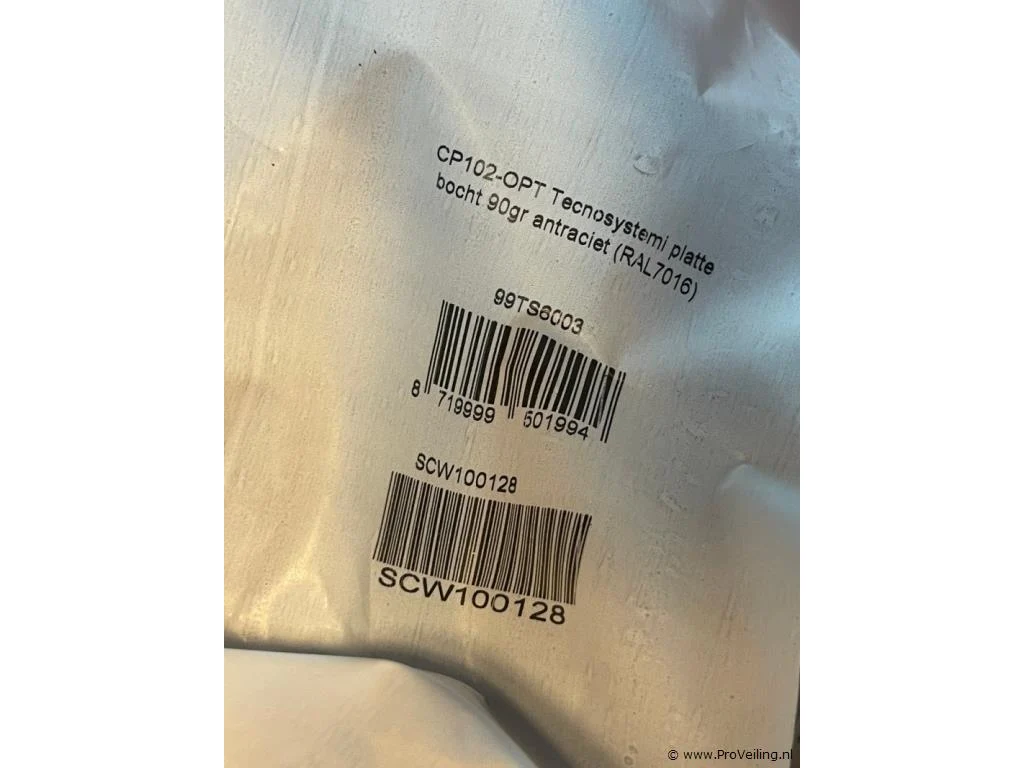 CP102-OPT Tecnosystemi platte
bocht 90gr antraciet (RAL7016)
99TS6003
8 719999 501994
SCW100128
SCW100128
© www.ProVeiling.nl